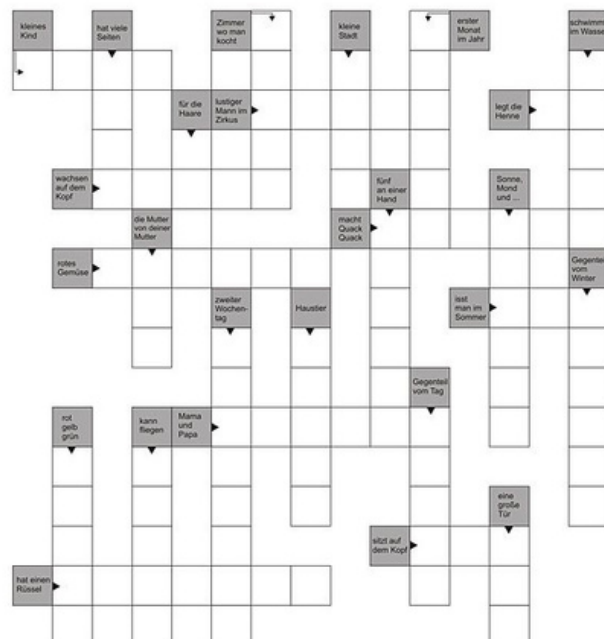 kleines
Kind
hat viele
Seiten
Zimmer
wo man
kocht
kleine
Stadt
erster
Monat
im Jahr
schwimmt
im Wasser
für die
Haare
lustiger
Mann im
Zirkus
legt die
Henne
wachsen
auf dem
Kopf
fünf
an einer
Hand
Sonne,
Mond
und ...
die Mutter
von deiner
Mutter
macht
Quack
Quack
rotes
Gemüse
Gegenteil
vom
Winter
zweiter
Wochen-
tag
Haustier
isst
man im
Sommer
Gegenteil
vom Tag
rot
gelb
grün
kann
fliegen
Mama
und
Papa
eine
große
Tür
sitzt auf
dem Kopf
hat einen
Rüssel